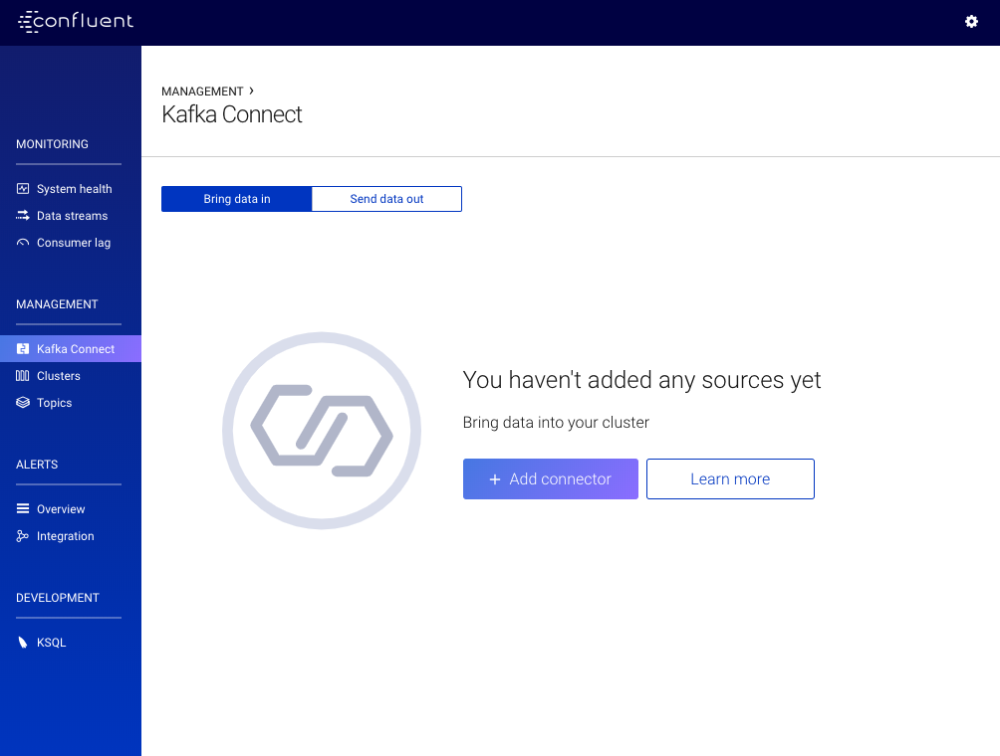 confluent
MANAGEMENT ›
Kafka Connect
MONITORING
System health
Data streams
Consumer lag
MANAGEMENT
Kafka Connect
Clusters
Topics
ALERTS
Overview
Integration
DEVELOPMENT
KSQL
Bring data in
Send data out
You haven't added any sources yet
Bring data into your cluster
+ Add connector
Learn more